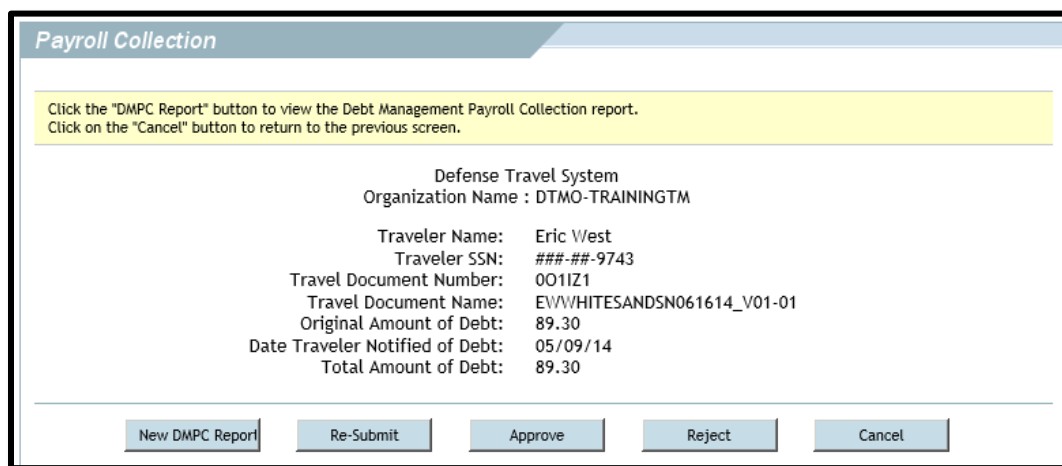 Payroll Collection
Click the "DMPC Report" button to view the Debt Management Payroll Collection report.
Click on the "Cancel" button to return to the previous screen.
Defense Travel System
Organization Name : DTMO-TRAININGTM
Traveler Name: Eric West
Traveler SSN: ###-##-9743
Travel Document Number: 0O1IZ1
Travel Document Name: EWWHITESANDSN061614_V01-01
Original Amount of Debt: 89.30
Date Traveler Notified of Debt: 05/09/14
Total Amount of Debt: 89.30
New DMPC Report Re-Submit Approve Reject Cancel